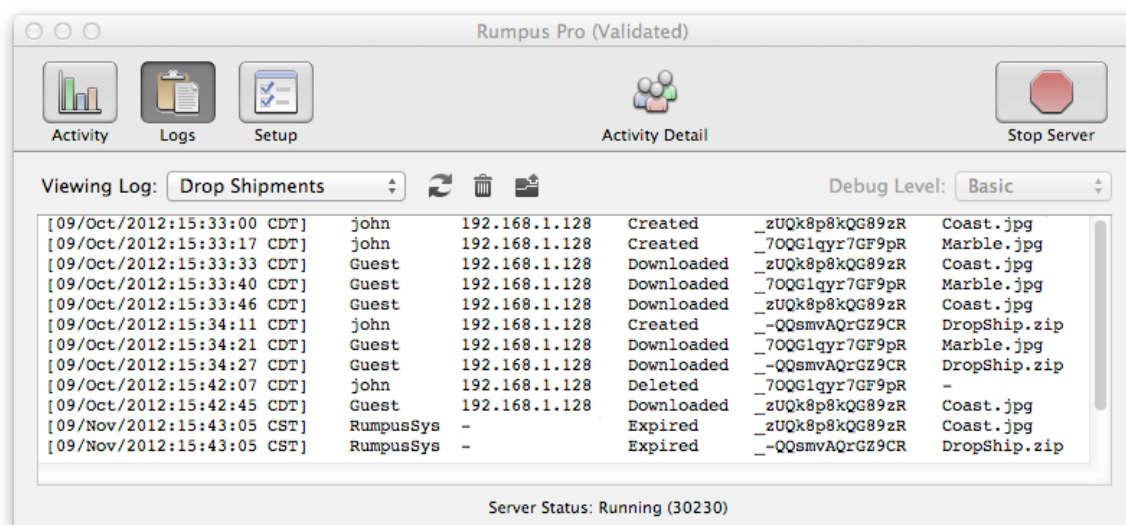 Rumpus Pro (Validated)
Activity Logs Setup Activity Detail Stop Server
Viewing Log: Drop Shipments Debug Level: Basic
[09/Oct/2012:15:33:00 CDT] john 192.168.1.128 Created _zUQk8p8kQG89zR Coast.jpg
[09/Oct/2012:15:33:17 CDT] john 192.168.1.128 Created _7OQG1qyr7GF9pR Marble.jpg
[09/Oct/2012:15:33:33 CDT] Guest 192.168.1.128 Downloaded _zUQk8p8kQG89zR Coast.jpg
[09/Oct/2012:15:33:40 CDT] Guest 192.168.1.128 Downloaded _7OQG1qyr7GF9pR Marble.jpg
[09/Oct/2012:15:33:46 CDT] Guest 192.168.1.128 Downloaded _zUQk8p8kQG89zR Coast.jpg
[09/Oct/2012:15:34:11 CDT] john 192.168.1.128 Created _-QQsmvAQrGZ9CR DropShip.zip
[09/Oct/2012:15:34:21 CDT] Guest 192.168.1.128 Downloaded _7OQG1qyr7GF9pR Marble.jpg
[09/Oct/2012:15:34:27 CDT] Guest 192.168.1.128 Downloaded _-QQsmvAQrGZ9CR DropShip.zip
[09/Oct/2012:15:42:07 CDT] john 192.168.1.128 Deleted _7OQG1qyr7GF9pR -
[09/Oct/2012:15:42:45 CDT] Guest 192.168.1.128 Downloaded _zUQk8p8kQG89zR Coast.jpg
[09/Nov/2012:15:43:05 CST] RumpusSys - Expired _zUQk8p8kQG89zR Coast.jpg
[09/Nov/2012:15:43:05 CST] RumpusSys - Expired _-QQsmvAQrGZ9CR DropShip.zip
Server Status: Running (30230)